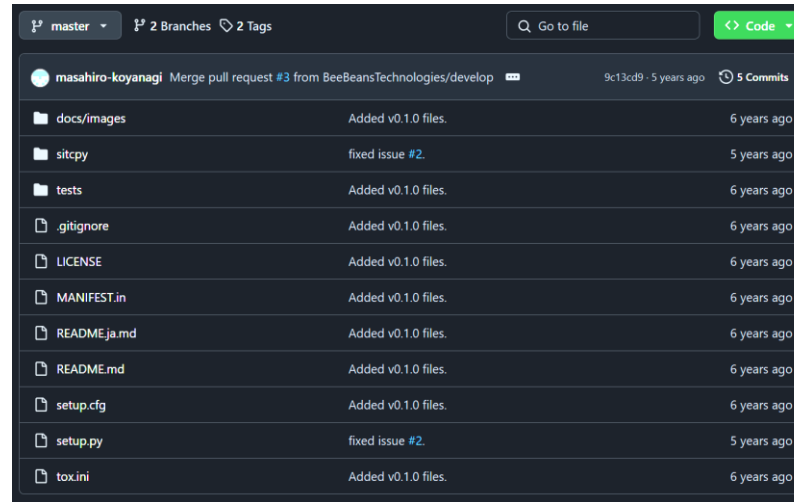 master 2 Branches 2 Tags Go to file Code
masahiro-koyanagi Merge pull request #3 from BeeBeansTechnologies/develop 9c13cd9 · 5 years ago 5 Commits
docs/images Added v0.1.0 files. 6 years ago
sitcpy fixed issue #2. 5 years ago
tests Added v0.1.0 files. 6 years ago
.gitignore Added v0.1.0 files. 6 years ago
LICENSE Added v0.1.0 files. 6 years ago
MANIFEST.in Added v0.1.0 files. 6 years ago
README.ja.md Added v0.1.0 files. 6 years ago
README.md Added v0.1.0 files. 6 years ago
setup.cfg Added v0.1.0 files. 6 years ago
setup.py fixed issue #2. 5 years ago
tox.ini Added v0.1.0 files. 6 years ago